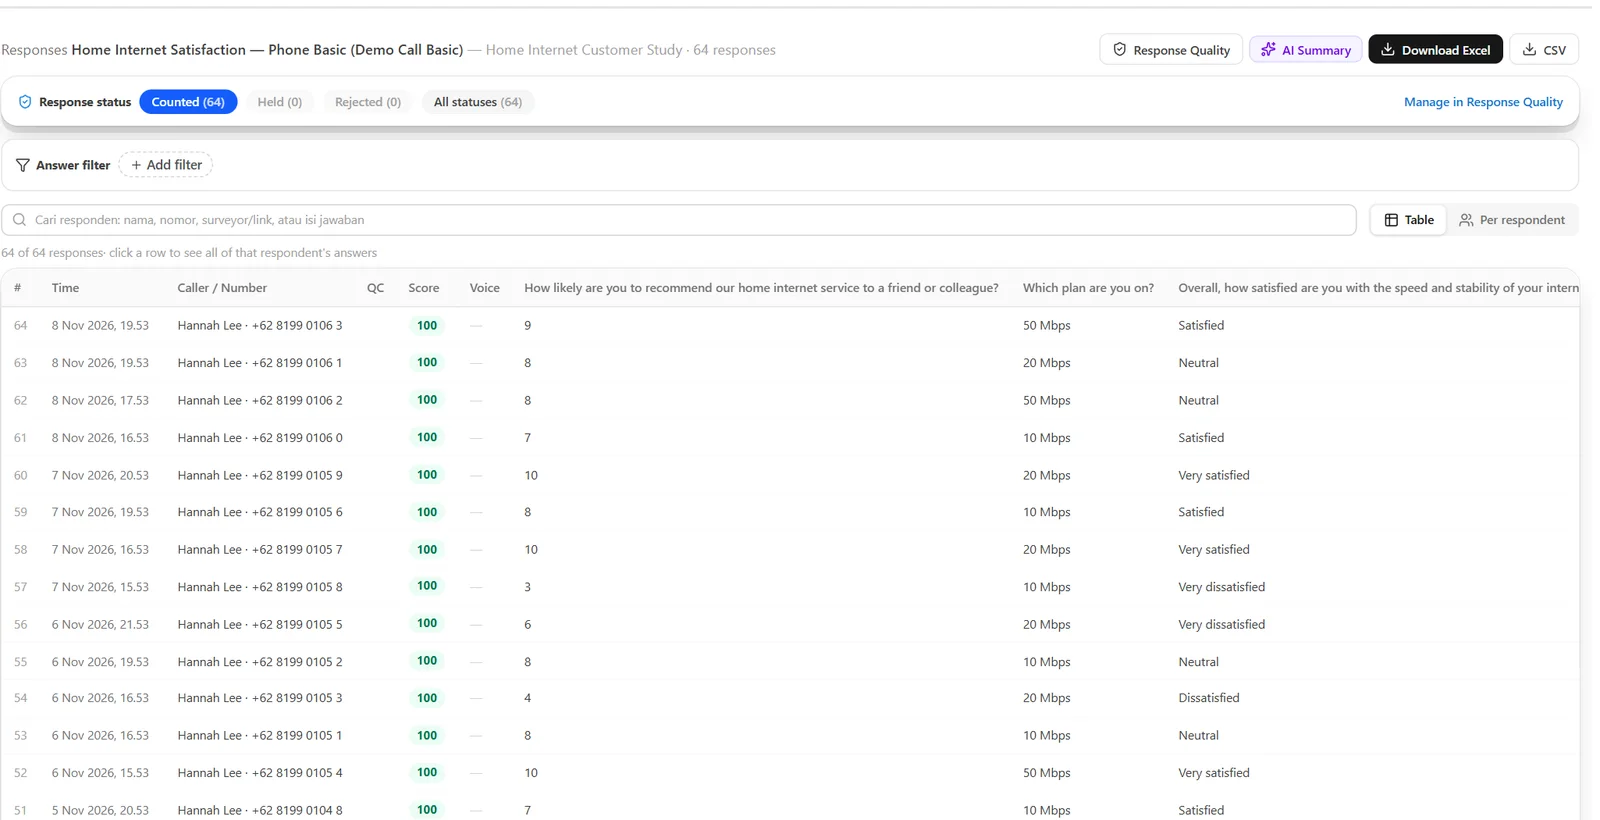 Responses Home Internet Satisfaction — Phone Basic (Demo Call Basic) — Home Internet Customer Study · 64 responses
Response Quality
AI Summary
Download Excel
CSV
Response status Counted (64) Held (0) Rejected (0) All statuses (64) Manage in Response Quality
Answer filter + Add filter
Cari responden: nama, nomor, surveyor/link, atau isi jawaban
Table Per respondent
64 of 64 responses· click a row to see all of that respondent's answers
# Time Caller / Number QC Score Voice How likely are you to recommend our home internet service to a friend or colleague? Which plan are you on? Overall, how satisfied are you with the speed and stability of your intern
64 8 Nov 2026, 19.53 Hannah Lee · +62 8199 0106 3 100 — 9 50 Mbps Satisfied
63 8 Nov 2026, 19.53 Hannah Lee · +62 8199 0106 1 100 — 8 20 Mbps Neutral
62 8 Nov 2026, 17.53 Hannah Lee · +62 8199 0106 2 100 — 8 50 Mbps Neutral
61 8 Nov 2026, 16.53 Hannah Lee · +62 8199 0106 0 100 — 7 10 Mbps Satisfied
60 7 Nov 2026, 20.53 Hannah Lee · +62 8199 0105 9 100 — 10 20 Mbps Very satisfied
59 7 Nov 2026, 19.53 Hannah Lee · +62 8199 0105 6 100 — 8 10 Mbps Satisfied
58 7 Nov 2026, 16.53 Hannah Lee · +62 8199 0105 7 100 — 10 20 Mbps Very satisfied
57 7 Nov 2026, 15.53 Hannah Lee · +62 8199 0105 8 100 — 3 10 Mbps Very dissatisfied
56 6 Nov 2026, 21.53 Hannah Lee · +62 8199 0105 5 100 — 6 20 Mbps Very dissatisfied
55 6 Nov 2026, 19.53 Hannah Lee · +62 8199 0105 2 100 — 8 10 Mbps Neutral
54 6 Nov 2026, 16.53 Hannah Lee · +62 8199 0105 3 100 — 4 20 Mbps Dissatisfied
53 6 Nov 2026, 16.53 Hannah Lee · +62 8199 0105 1 100 — 8 10 Mbps Neutral
52 6 Nov 2026, 15.53 Hannah Lee · +62 8199 0105 4 100 — 10 50 Mbps Very satisfied
51 5 Nov 2026, 20.53 Hannah Lee · +62 8199 0104 8 100 — 7 10 Mbps Satisfied